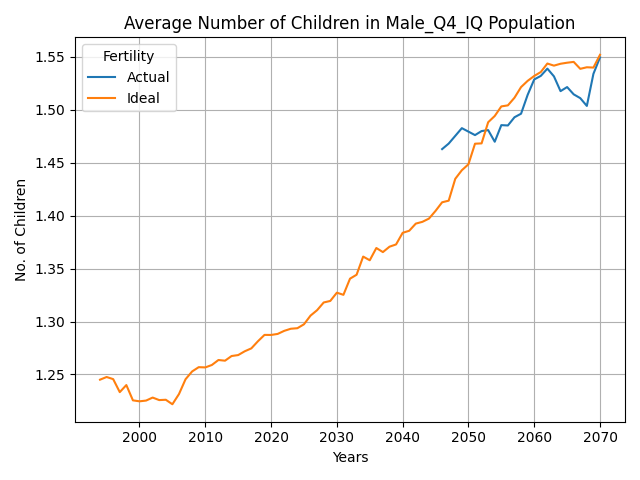 Average Number of Children in Male_Q4_IQ Population
Fertility
Actual
Ideal
No. of Children
1.55
1.50
1.45
1.40
1.35
1.30
1.25
2000 2010 2020 2030 2040 2050 2060 2070
Years